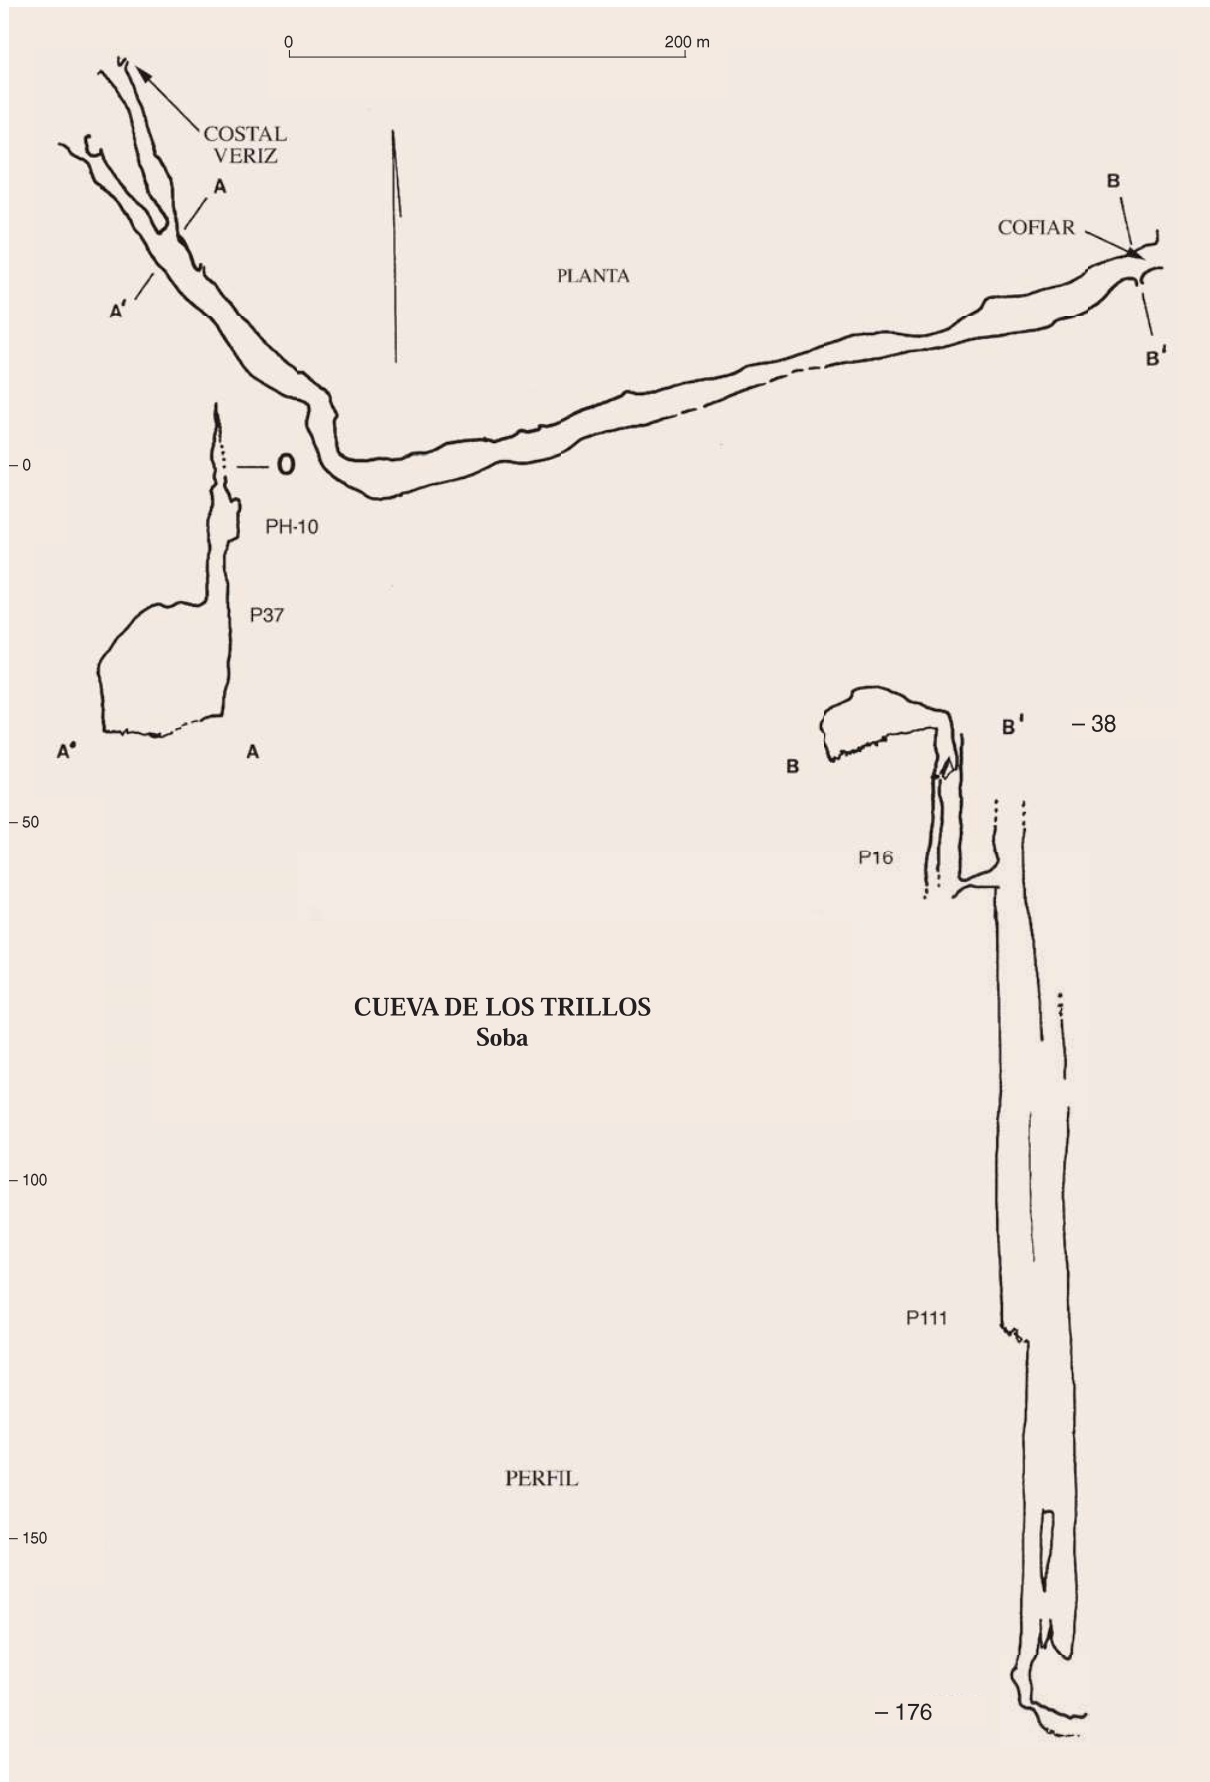 0 200 m
COSTAL
VERIZ
A
A'
B
COFIAR
PLANTA
B'
– 0
0
PH-10
P37
A'
A
B'
– 38
B
– 50
P16
CUEVA DE LOS TRILLOS
Soba
– 100
P111
PERFIL
– 150
– 176